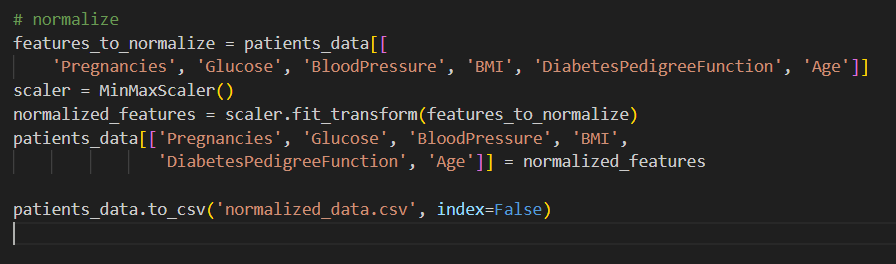 # normalize
features_to_normalize = patients_data[[
    'Pregnancies', 'Glucose', 'BloodPressure', 'BMI', 'DiabetesPedigreeFunction', 'Age']]
scaler = MinMaxScaler()
normalized_features = scaler.fit_transform(features_to_normalize)
patients_data[['Pregnancies', 'Glucose', 'BloodPressure', 'BMI',
               'DiabetesPedigreeFunction', 'Age']] = normalized_features
patients_data.to_csv('normalized_data.csv', index=False)